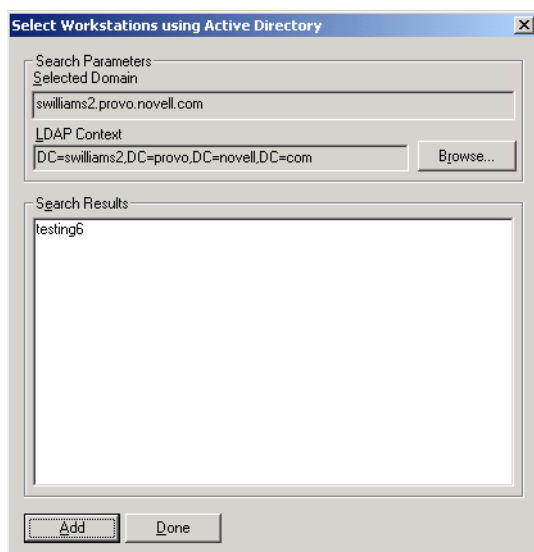 Select Workstations using Active Directory
Search Parameters
Selected Domain
swilliams2.provo.novell.com
LDAP Context
DC=swilliams2,DC=provo,DC=novell,DC=com
Browse...
Search Results
testing6
Add Done